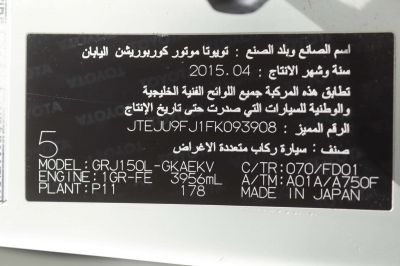 اسم الصانع وبلد الصنع : تويوتا موتور كوربوريشن اليابان
سنة وشهر الانتاج : 2015.04
تطابق هذه المركبة جميع اللوائح الفنية الخليجية
والوطنية للسيارات التي صدرت حتى تاريخ الإنتاج
الرقم المميز : JTEJU9FJ1FK093908
صنف : سيارة ركاب متعددة الاغراض
5
MODEL: GRJ150L-GKAEKV C/TR: 070/FD01
ENGINE: 1GR-FE 3956mL A/TM: A01A/A750F
PLANT: P11 178 MADE IN JAPAN